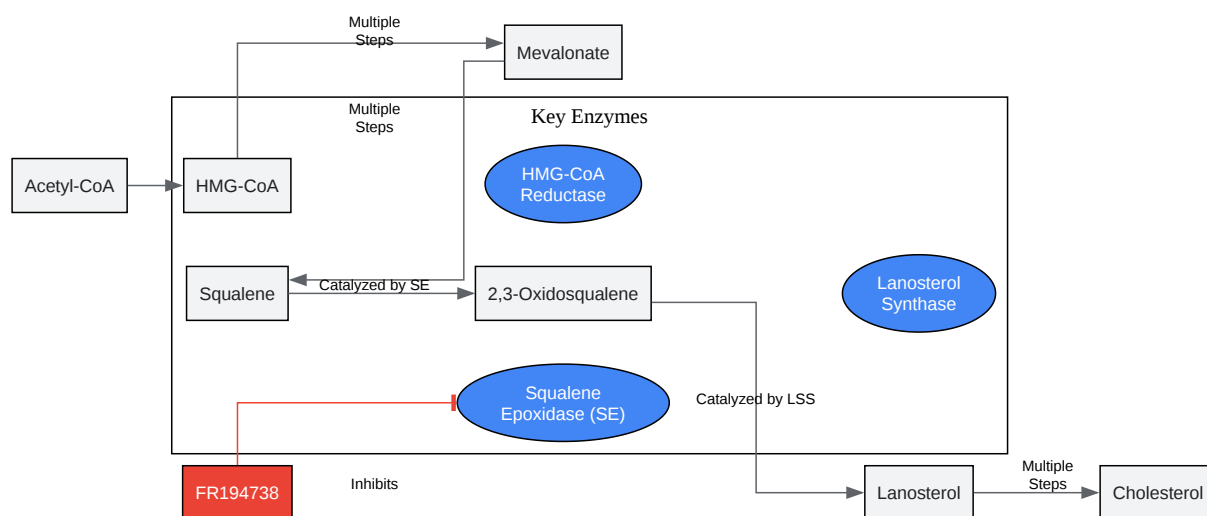 Multiple
Steps
Mevalonate
Multiple
Steps
Key Enzymes
Acetyl-CoA
HMG-CoA
HMG-CoA
Reductase
Squalene
Catalyzed by SE
2,3-Oxidosqualene
Lanosterol
Synthase
Squalene
Epoxidase (SE)
Catalyzed by LSS
FR194738
Inhibits
Lanosterol
Multiple
Steps
Cholesterol